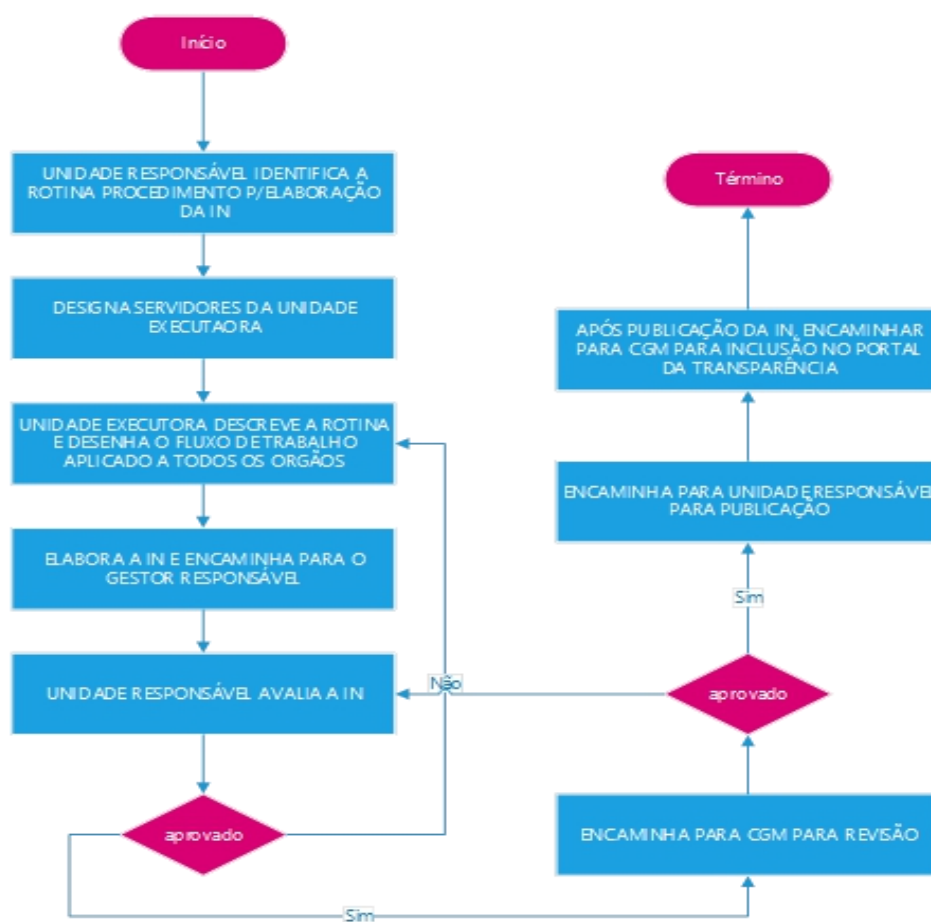 Início
UNIDADE RESPONSÁVEL IDENTIFICA A
ROTINA PROCEDIMENTO P/ELABORAÇÃO
DA IN
DESIGNA SERVIDORES DA UNIDADE
EXECUTAORA
UNIDADE EXECUTORA DESCREVE A ROTINA
E DESENHA O FLUXO DE TRABALHO
APLICADO A TODOS OS ORGÃOS
ELABORA A IN E ENCAMINHA PARA O
GESTOR RESPONSÁVEL
UNIDADE RESPONSÁVEL AVALIA A IN
aprovado
Não
Sim
ENCAMINHA PARA CGM PARA REVISÃO
aprovado
Sim
ENCAMINHA PARA UNIDADE RESPONSÁVEL
PARA PUBLICAÇÃO
APÓS PUBLICAÇÃO DA IN, ENCAMINHAR
PARA CGM PARA INCLUSÃO NO PORTAL
DA TRANSPARÊNCIA
Término